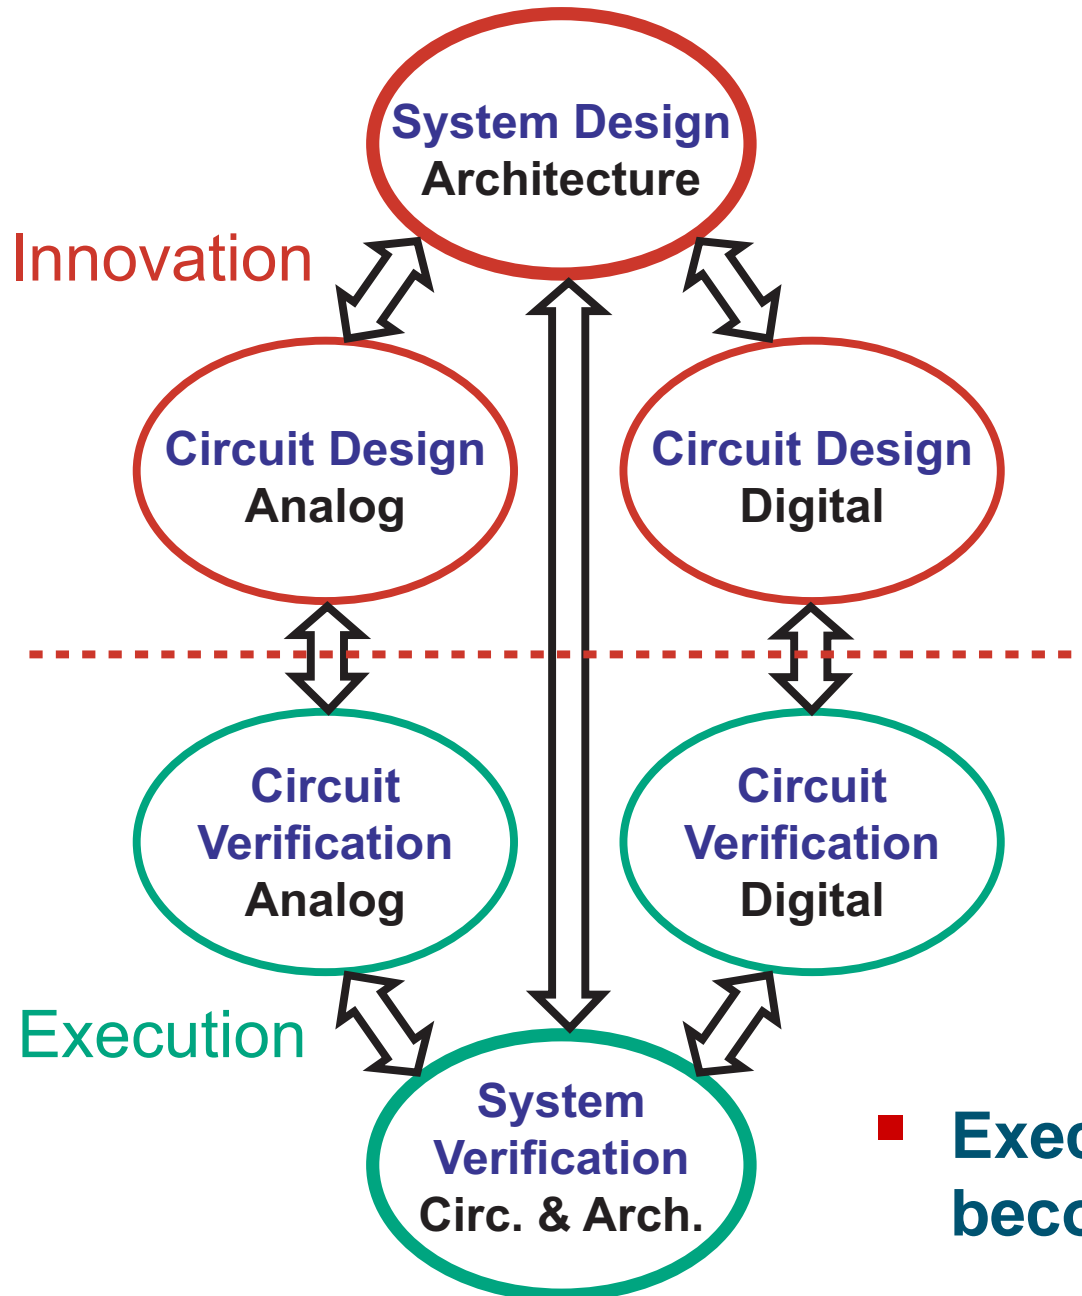 System Design
Architecture
Innovation
Circuit Design
Analog
Circuit Design
Digital
Circuit
Verification
Analog
Circuit
Verification
Digital
Execution
System
Verification
Circ. & Arch.